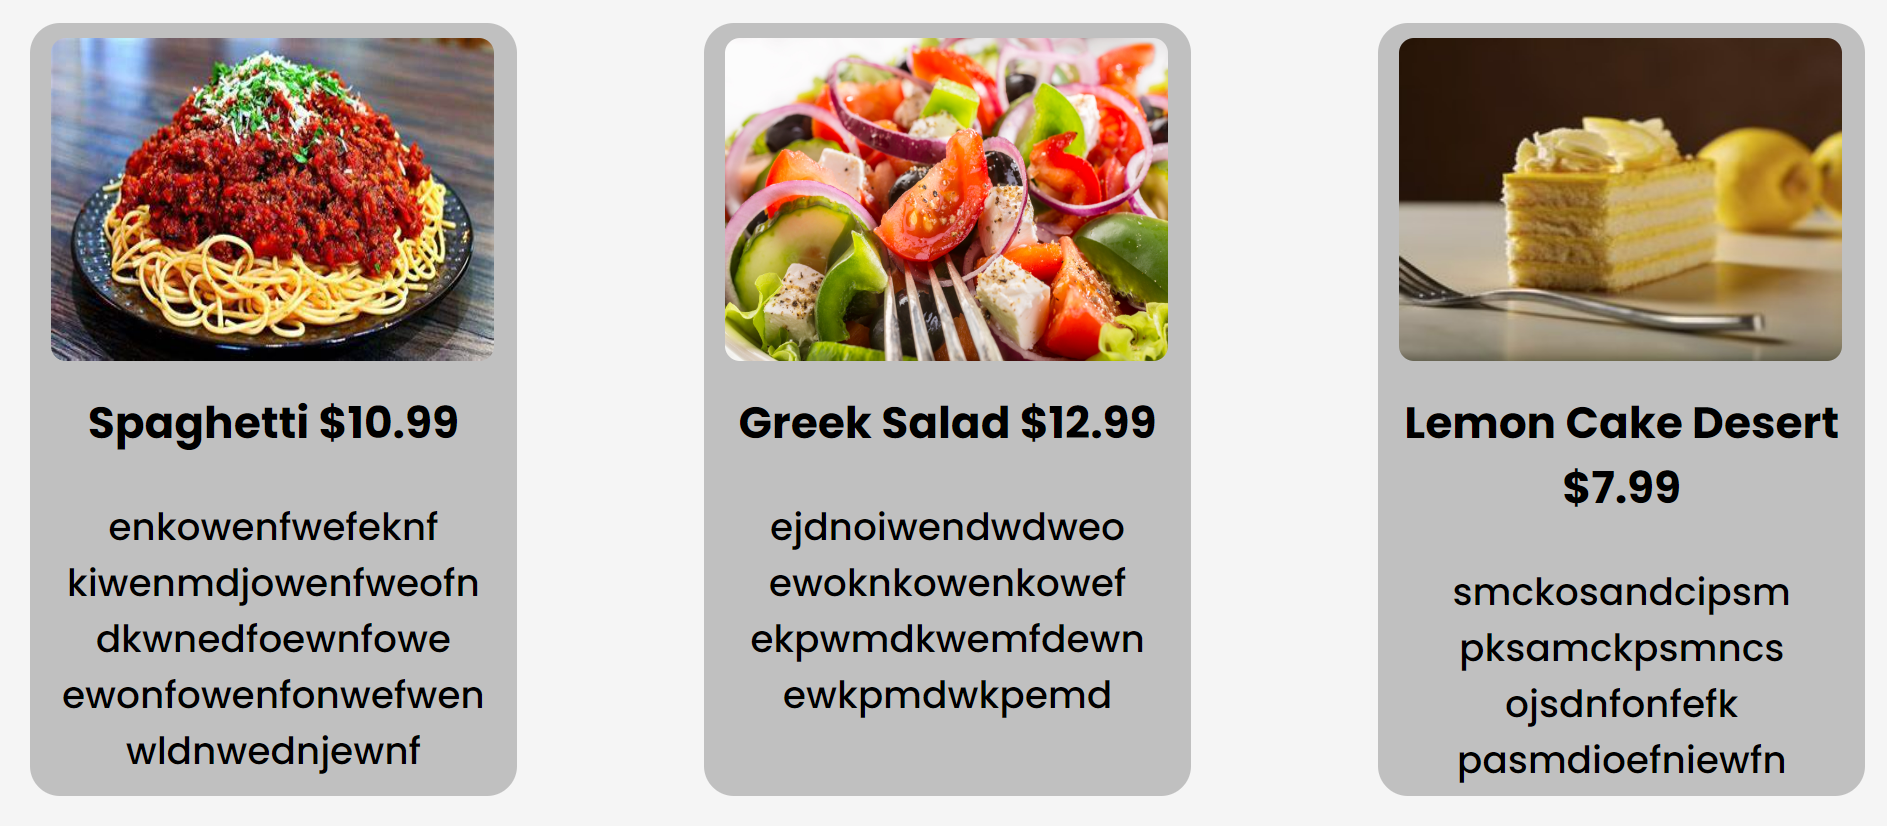 Spaghetti $10.99
enkowenfwefeknf
kiwenmdjowenfweofn
dkwnedfoewnfowe
ewonfowenfonwefwen
wldnwednjewnf
Greek Salad $12.99
ejdnoiwendwdweo
ewoknkowenkowef
ekpwmdkwemfdewn
ewkpmdwkpemd
Lemon Cake Desert
$7.99
smckosandcipsm
pksamckpsmncs
ojsdnfonfefk
pasmdioefniewfn